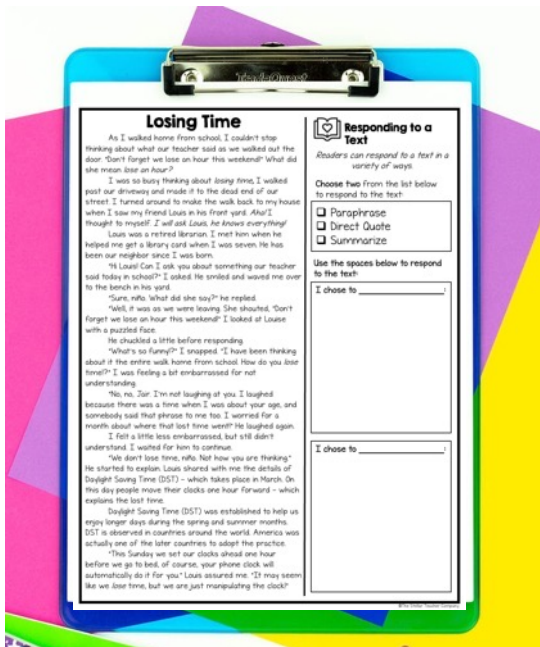 Losing Time
As I walked home from school, I couldn't stop
thinking about what our teacher said as we walked out the
door. "Don't forget we lose an hour this weekend!" What did
she mean lose an hour?
I was so busy thinking about losing time, I walked
past our driveway and made it to the dead end of our
street. I turned around to make the walk back to my house
when I saw my friend Louis in his front yard. Aha! I
thought to myself. I will ask Louis, he knows everything!
Louis was a retired librarian. I met him when he
helped me get a library card when I was seven. He has
been our neighbor since I was born.
"Hi Louis! Can I ask you about something our teacher
said today in school?" I asked. He smiled and waved me over
to the bench in his yard.
"Sure, niño. What did she say?" he replied.
"Well, it was as we were leaving. She shouted, "Don't
forget we lose an hour this weekend!" I looked at Louise
with a puzzled face.
He chuckled a little before responding.
"What's so funny!?" I snapped. "I have been thinking
about it the entire walk home from school. How do you lose
time!?" I was feeling a bit embarrassed for not
understanding.
"No, no, Jair. I'm not laughing at you. I laughed
because there was a time when I was about your age, and
somebody said that phrase to me too. I worried for a
month about where that lost time went!" He laughed again.
I felt a little less embarrassed, but still didn't
understand. I waited for him to continue.
"We don't lose time, niño. Not how you are thinking."
He started to explain. Louis shared with me the details of
Daylight Saving Time (DST) – which takes place in March. On
this day people move their clocks one hour forward – which
explains the lost time.
Daylight Saving Time (DST) was established to help us
enjoy longer days during the spring and summer months.
DST is observed in countries around the world. America was
actually one of the later countries to adopt the practice.
"This Sunday we set our clocks ahead one hour
before we go to bed, of course, your phone clock will
automatically do it for you." Louis assured me. "It may seem
like we lose time, but we are just manipulating the clock!"
Responding to a
Text
Readers can respond to a text in a
variety of ways.
Choose two from the list below
to respond to the text:
Paraphrase
Direct Quote
Summarize
Use the spaces below to respond
to the text:
I chose to ____________________:
I chose to ____________________:
©The Stellar Teacher Company